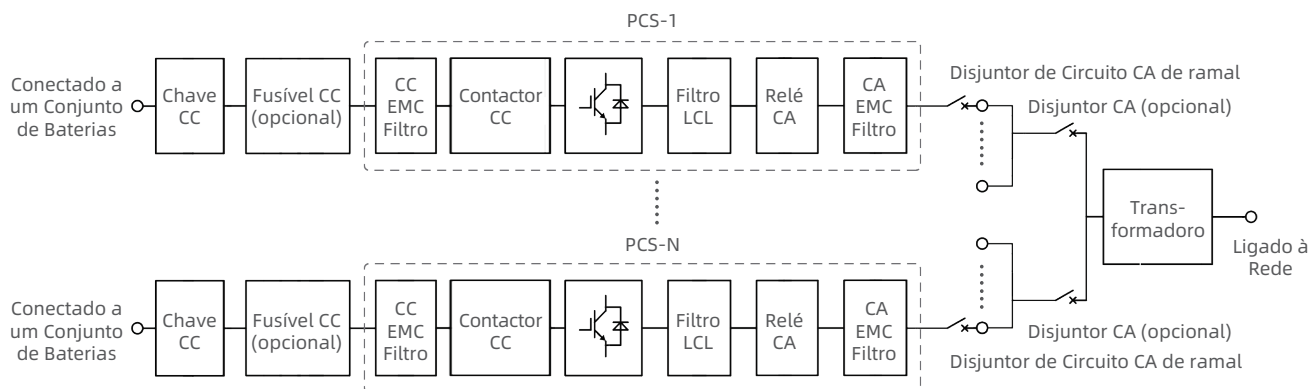 PCS-1
Conectado a
um Conjunto
de Baterias
Chave
CC
Fusível CC
(opcional)
CC
EMC
Filtro
Contactor
CC
Filtro
LCL
Relé
CA
CA
EMC
Filtro
Disjuntor de Circuito CA de ramal
Disjuntor CA (opcional)
Trans-
formadoro
Ligado à
Rede
PCS-N
Conectado a
um Conjunto
de Baterias
Chave
CC
Fusível CC
(opcional)
CC
EMC
Filtro
Contactor
CC
Filtro
LCL
Relé
CA
CA
EMC
Filtro
Disjuntor CA (opcional)
Disjuntor de Circuito CA de ramal